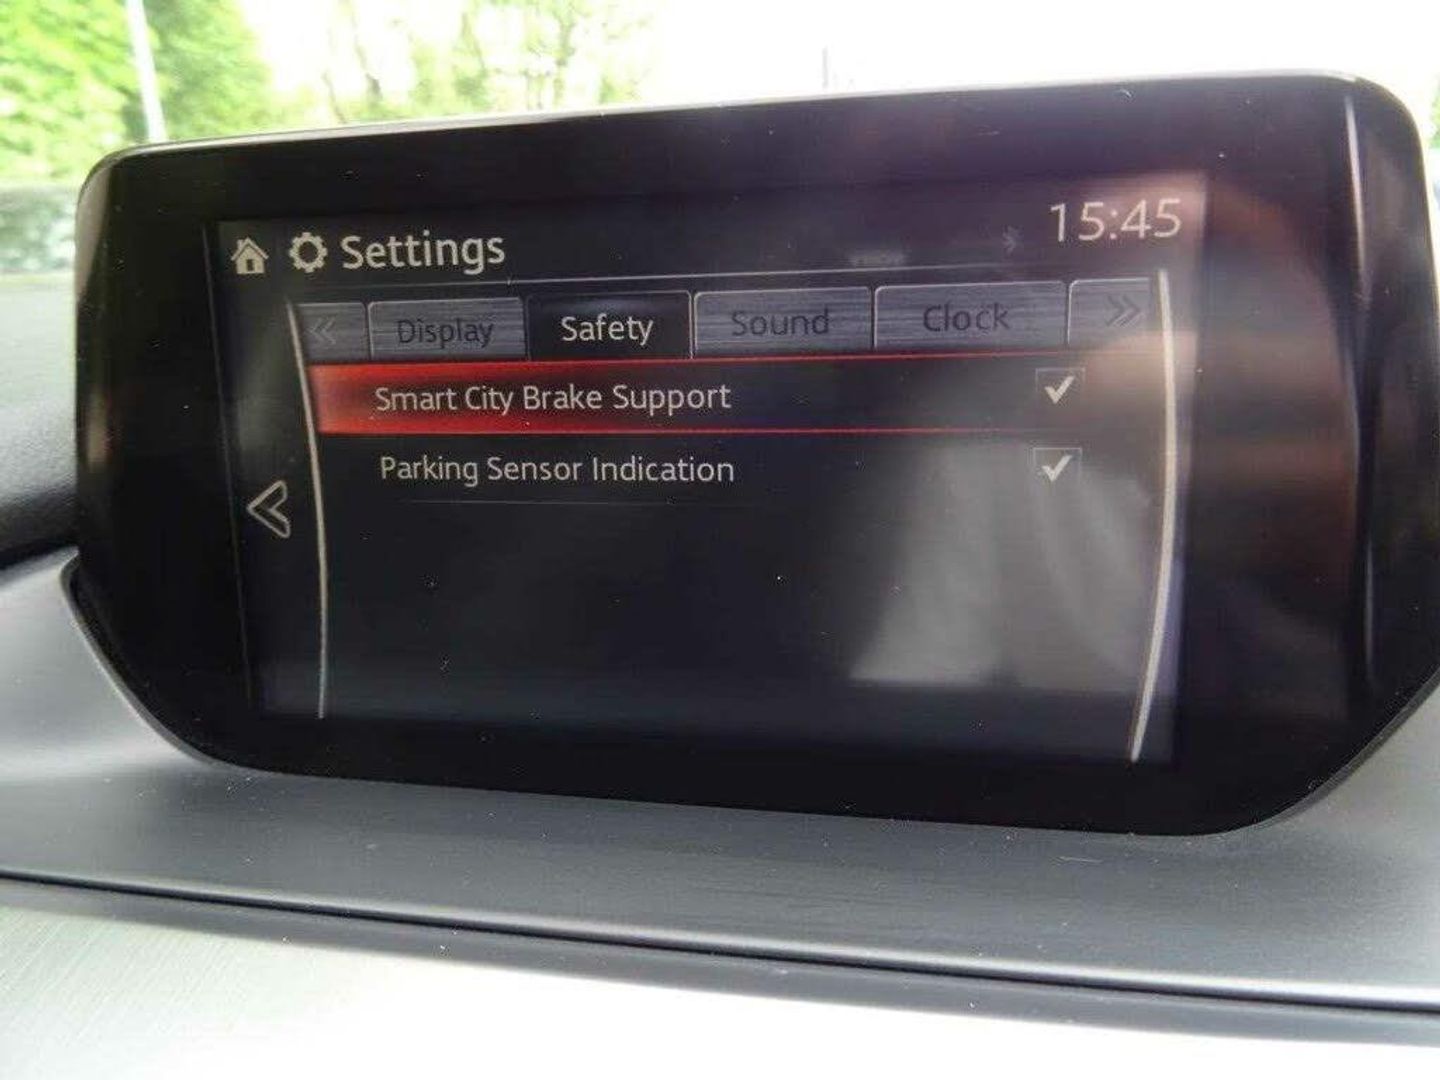 Settings
15:45
Display
Safety
Sound
Clock
Smart City Brake Support
Parking Sensor Indication